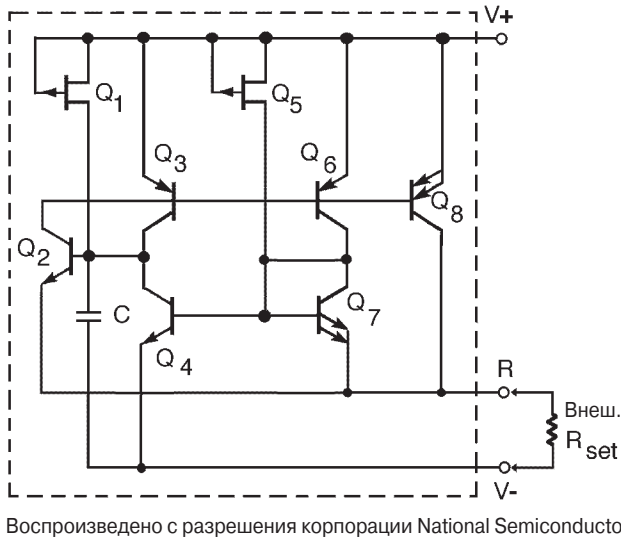 V+
Q1
Q5
Q3
Q6
Q8
Q2
C
Q7
Q4
R
Внеш.
Rset
V-
Воспроизведено с разрешения корпорации National Semiconducto